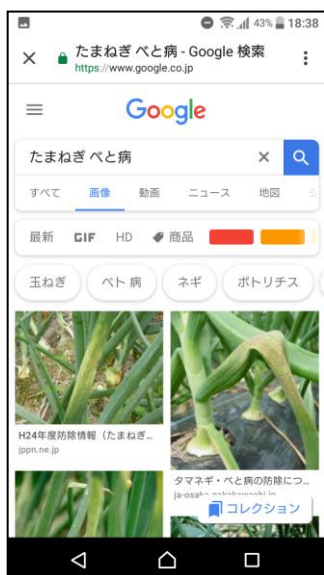 43% 18:38
たまねぎ べと病 - Google 検索
https://www.google.co.jp
Google
たまねぎ べと病
すべて 画像 動画 ニュース 地図
最新 GIF HD 商品
玉ねぎ べト 病 ネギ ボトリチス
H24年度防除情報（たまねぎ...
jppn.ne.jp
タマネギ・べと病の防除につ...
コレクション